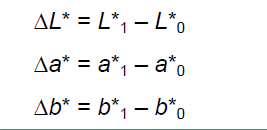 ΔL* = L*₁ – L*₀
Δa* = a*₁ – a*₀
Δb* = b*₁ – b*₀